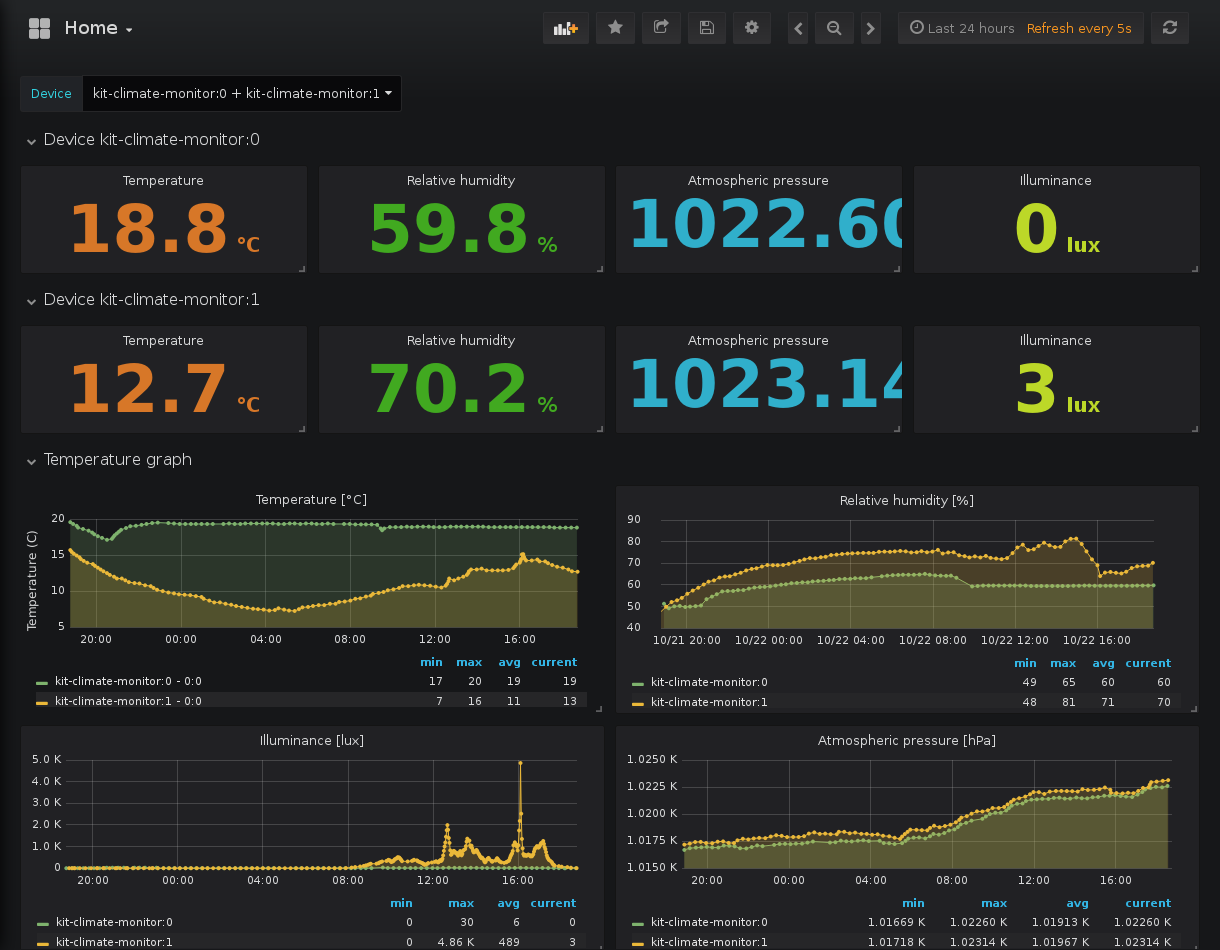 Home
Last 24 hours Refresh every 5s
Device kit-climate-monitor:0 + kit-climate-monitor:1
Device kit-climate-monitor:0
Temperature Relative humidity Atmospheric pressure Illuminance
18.8 °C 59.8 % 1022.60 0 lux
Device kit-climate-monitor:1
Temperature Relative humidity Atmospheric pressure Illuminance
12.7 °C 70.2 % 1023.14 3 lux
Temperature graph
Temperature [°C]
Temperature (C)
20
15
10
5
20:00 00:00 04:00 08:00 12:00 16:00
min max avg current
kit-climate-monitor:0 - 0:0 17 20 19 19
kit-climate-monitor:1 - 0:0 7 16 11 13
Relative humidity [%]
90
80
70
60
50
40
10/21 20:00 10/22 00:00 10/22 04:00 10/22 08:00 10/22 12:00 10/22 16:00
min max avg current
kit-climate-monitor:0 49 65 60 60
kit-climate-monitor:1 48 81 71 70
Illuminance [lux]
5.0 K
4.0 K
3.0 K
2.0 K
1.0 K
0
20:00 00:00 04:00 08:00 12:00 16:00
min max avg current
kit-climate-monitor:0 0 30 6 0
kit-climate-monitor:1 0 4.86 K 489 3
Atmospheric pressure [hPa]
1.0250 K
1.0225 K
1.0200 K
1.0175 K
1.0150 K
20:00 00:00 04:00 08:00 12:00 16:00
min max avg current
kit-climate-monitor:0 1.01669 K 1.02260 K 1.01913 K 1.02260 K
kit-climate-monitor:1 1.01718 K 1.02314 K 1.01967 K 1.02314 K